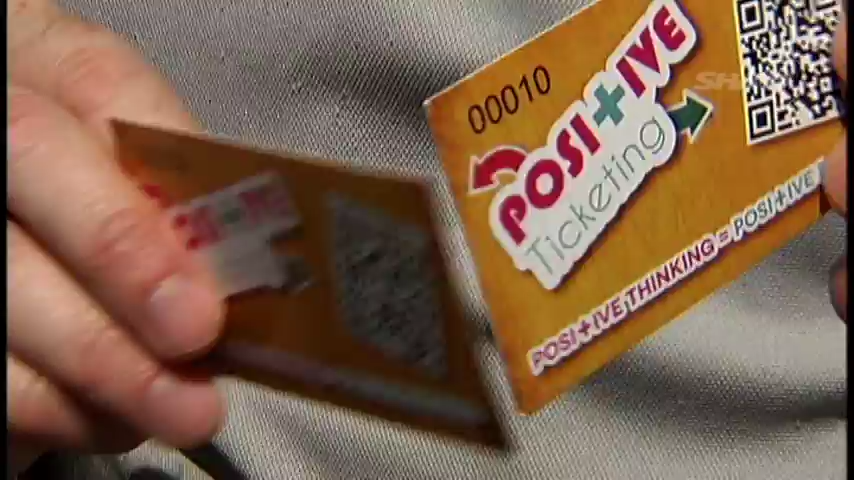 00010
POSI+IVE
Ticketing
POSI+IVE THINKING = POSI+IVE